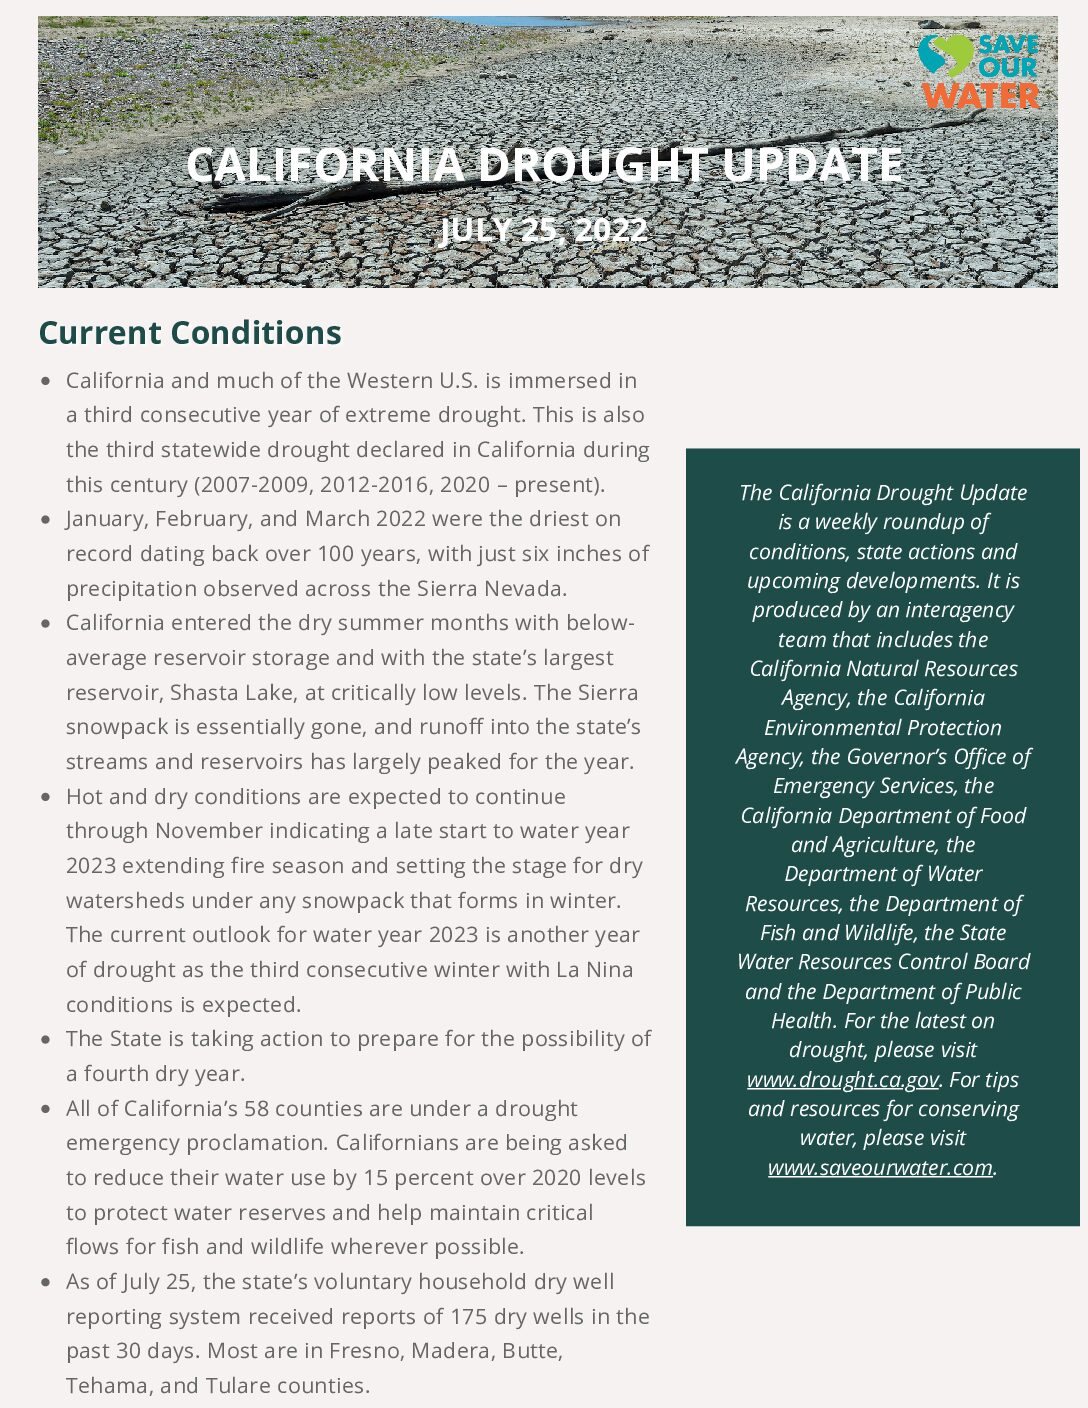 SAVE
OUR
WATER
CALIFORNIA DROUGHT UPDATE
JULY 25, 2022
Current Conditions
• California and much of the Western U.S. is immersed in
a third consecutive year of extreme drought. This is also
the third statewide drought declared in California during
this century (2007-2009, 2012-2016, 2020 – present).
• January, February, and March 2022 were the driest on
record dating back over 100 years, with just six inches of
precipitation observed across the Sierra Nevada.
• California entered the dry summer months with below-
average reservoir storage and with the state’s largest
reservoir, Shasta Lake, at critically low levels. The Sierra
snowpack is essentially gone, and runoff into the state’s
streams and reservoirs has largely peaked for the year.
• Hot and dry conditions are expected to continue
through November indicating a late start to water year
2023 extending fire season and setting the stage for dry
watersheds under any snowpack that forms in winter.
The current outlook for water year 2023 is another year
of drought as the third consecutive winter with La Nina
conditions is expected.
• The State is taking action to prepare for the possibility of
a fourth dry year.
• All of California’s 58 counties are under a drought
emergency proclamation. Californians are being asked
to reduce their water use by 15 percent over 2020 levels
to protect water reserves and help maintain critical
flows for fish and wildlife wherever possible.
• As of July 25, the state’s voluntary household dry well
reporting system received reports of 175 dry wells in the
past 30 days. Most are in Fresno, Madera, Butte,
Tehama, and Tulare counties.
The California Drought Update
is a weekly roundup of
conditions, state actions and
upcoming developments. It is
produced by an interagency
team that includes the
California Natural Resources
Agency, the California
Environmental Protection
Agency, the Governor’s Office of
Emergency Services, the
California Department of Food
and Agriculture, the
Department of Water
Resources, the Department of
Fish and Wildlife, the State
Water Resources Control Board
and the Department of Public
Health. For the latest on
drought, please visit
www.drought.ca.gov. For tips
and resources for conserving
water, please visit
www.saveourwater.com.